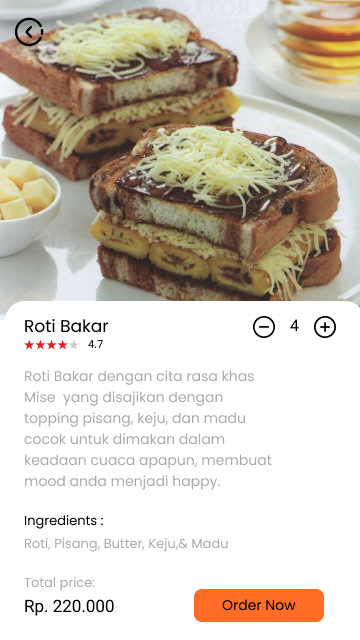 Roti Bakar
4
4.7
Roti Bakar dengan cita rasa khas
Mise  yang disajikan dengan
topping pisang, keju, dan madu
cocok untuk dimakan dalam
keadaan cuaca apapun, membuat
mood anda menjadi happy.
Ingredients :
Roti, Pisang, Butter, Keju,& Madu
Total price:
Rp. 220.000
Order Now